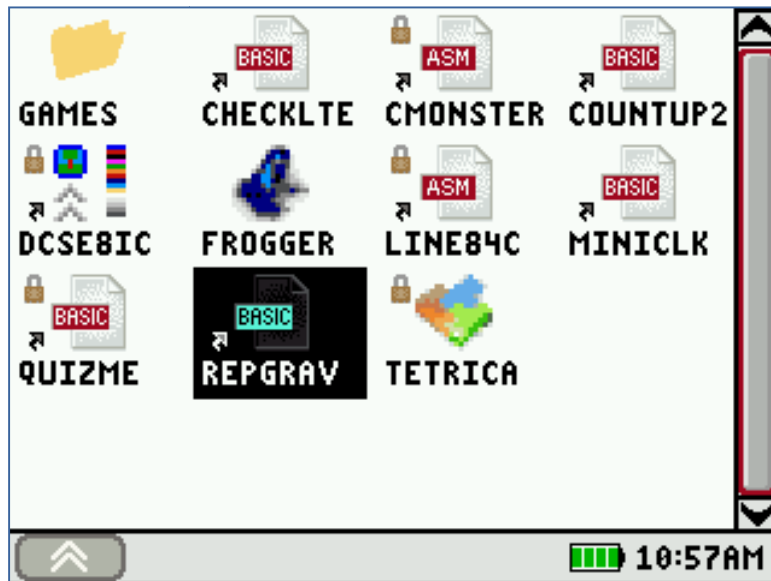 BASIC ASM BASIC
GAMES CHECKLTE CMONSTER COUNTUP2
ASM BASIC
DCSE8IC FROGGER LINE84C MINICLK
BASIC BASIC
QUIZME REPGRAV TETRICA
10:57AM